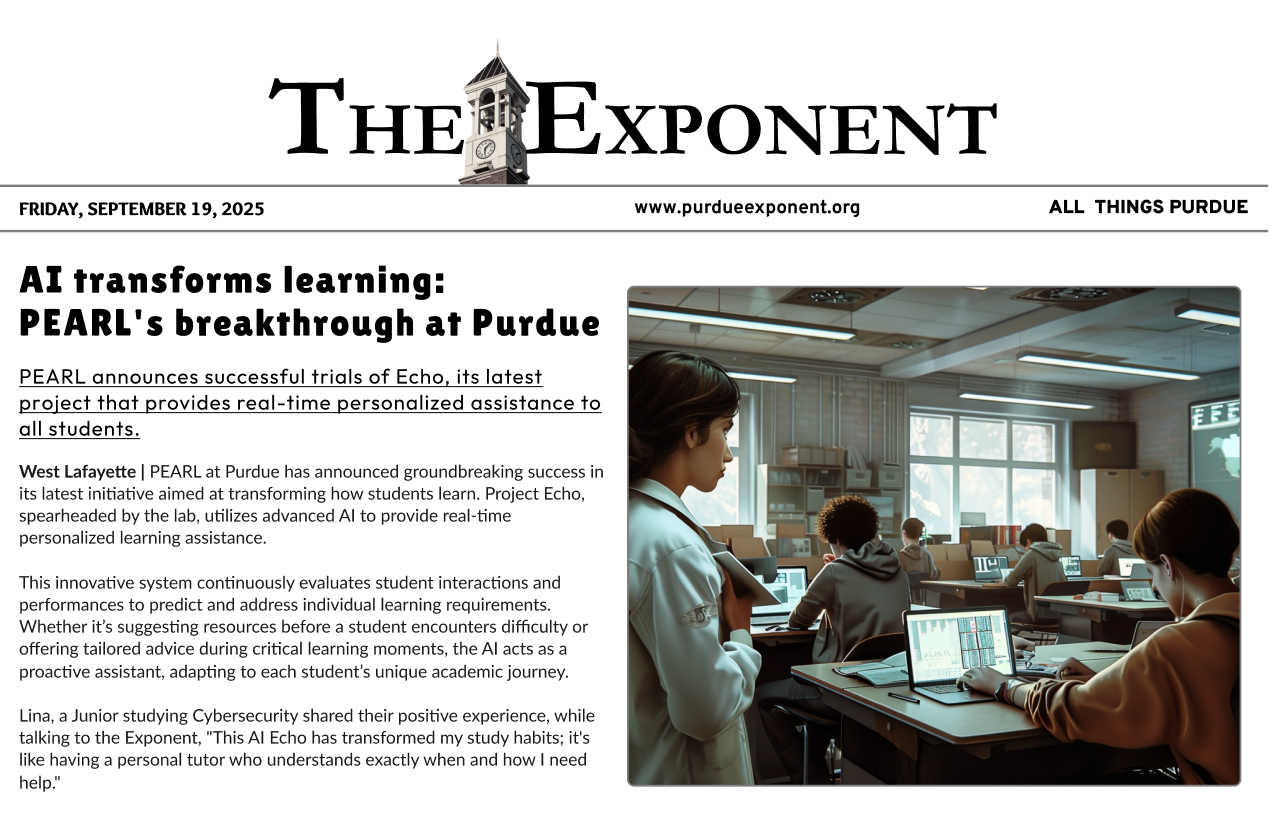 THE EXPONENT
FRIDAY, SEPTEMBER 19, 2025
www.purdueexponent.org
ALL THINGS PURDUE
AI transforms learning:
PEARL's breakthrough at Purdue
PEARL announces successful trials of Echo, its latest
project that provides real-time personalized assistance to
all students.
West Lafayette | PEARL at Purdue has announced groundbreaking success in
its latest initiative aimed at transforming how students learn. Project Echo,
spearheaded by the lab, utilizes advanced AI to provide real-time
personalized learning assistance.
This innovative system continuously evaluates student interactions and
performances to predict and address individual learning requirements.
Whether it’s suggesting resources before a student encounters difficulty or
offering tailored advice during critical learning moments, the AI acts as a
proactive assistant, adapting to each student’s unique academic journey.
Lina, a Junior studying Cybersecurity shared their positive experience, while
talking to the Exponent, "This AI Echo has transformed my study habits; it's
like having a personal tutor who understands exactly when and how I need
help."